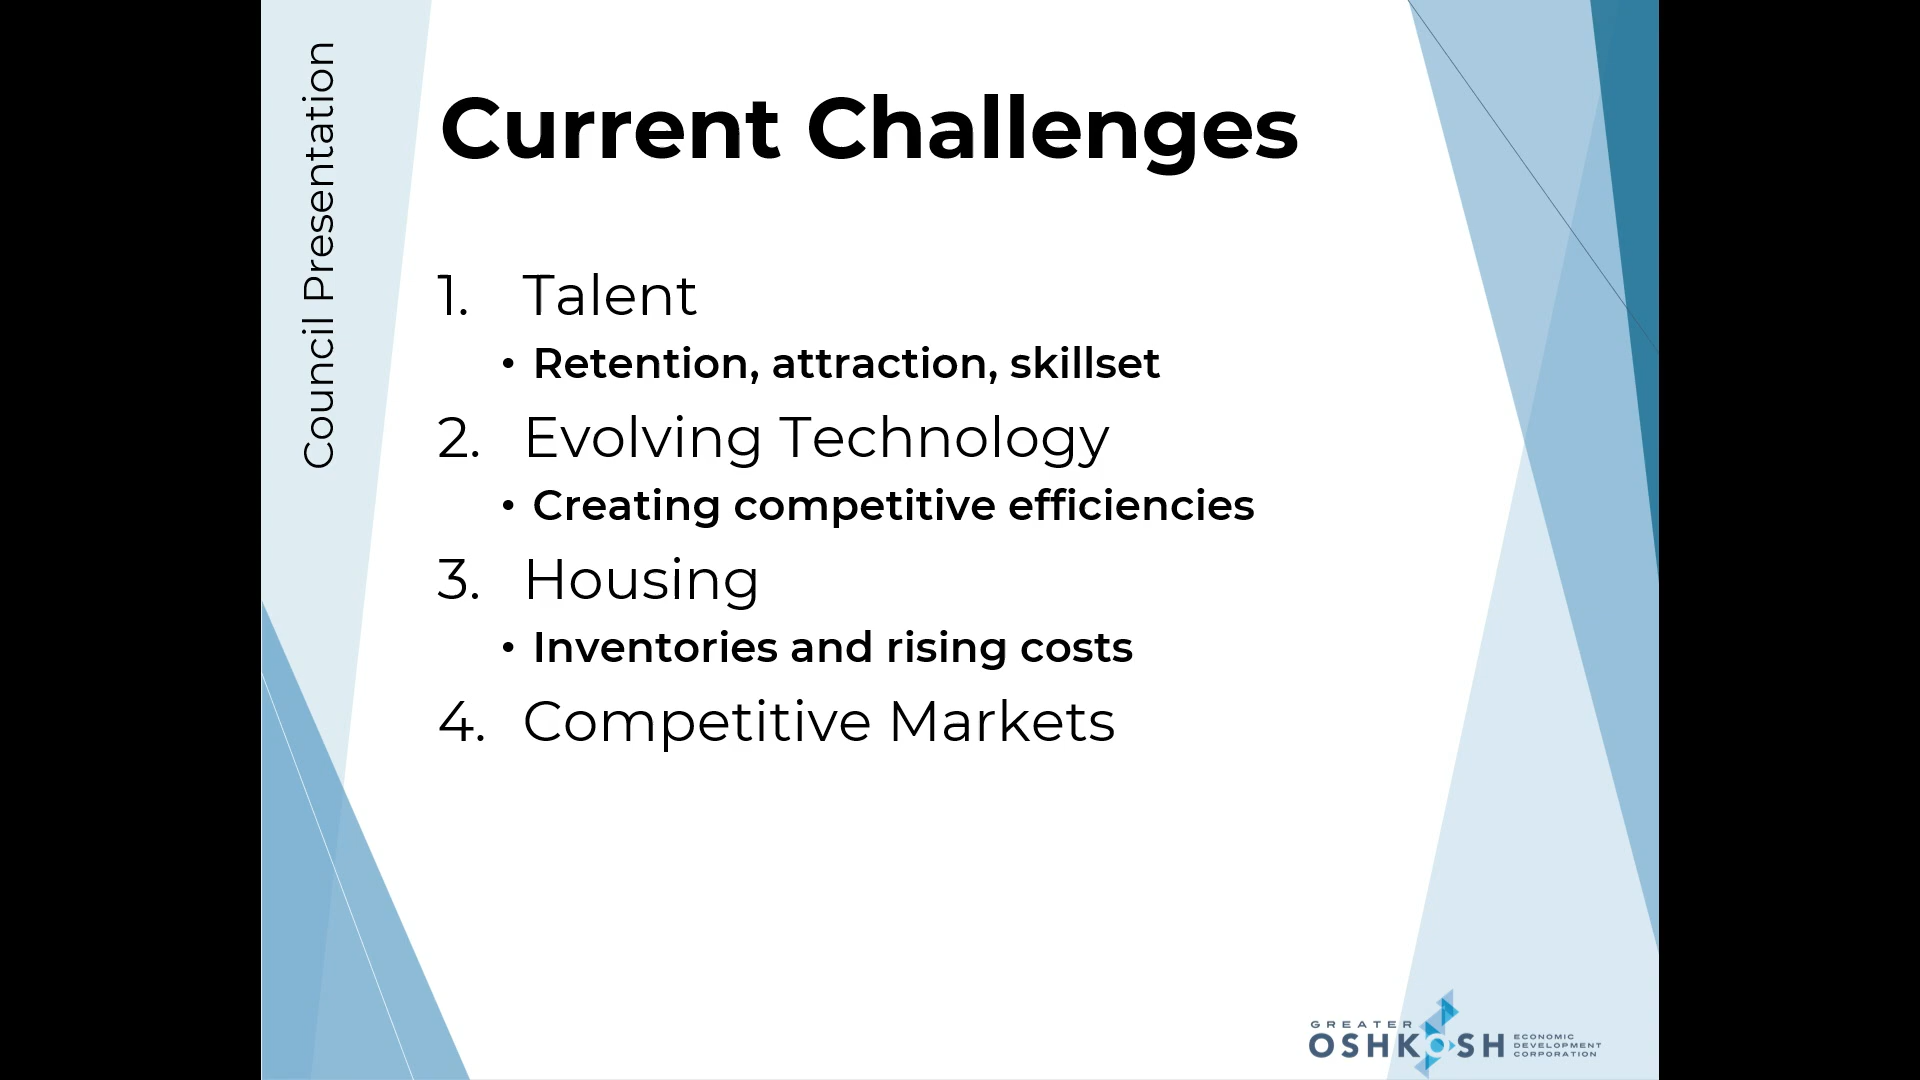 Council Presentation
Current Challenges
1. Talent
• Retention, attraction, skillset
2. Evolving Technology
• Creating competitive efficiencies
3. Housing
• Inventories and rising costs
4. Competitive Markets
GREATER
OSHKOSH
ECONOMIC
DEVELOPMENT
CORPORATION